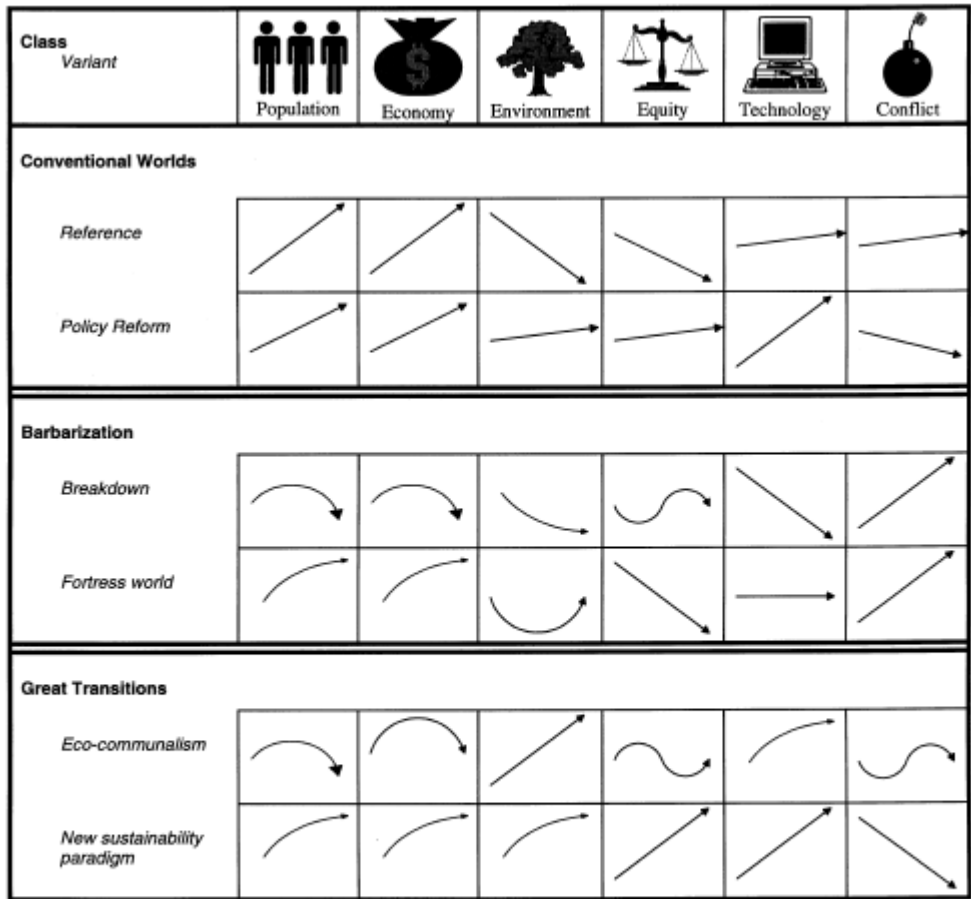 Class
Variant
Population
Economy
Environment
Equity
Technology
Conflict
Conventional Worlds
Reference
Policy Reform
Barbarization
Breakdown
Fortress world
Great Transitions
Eco-communalism
New sustainability
paradigm